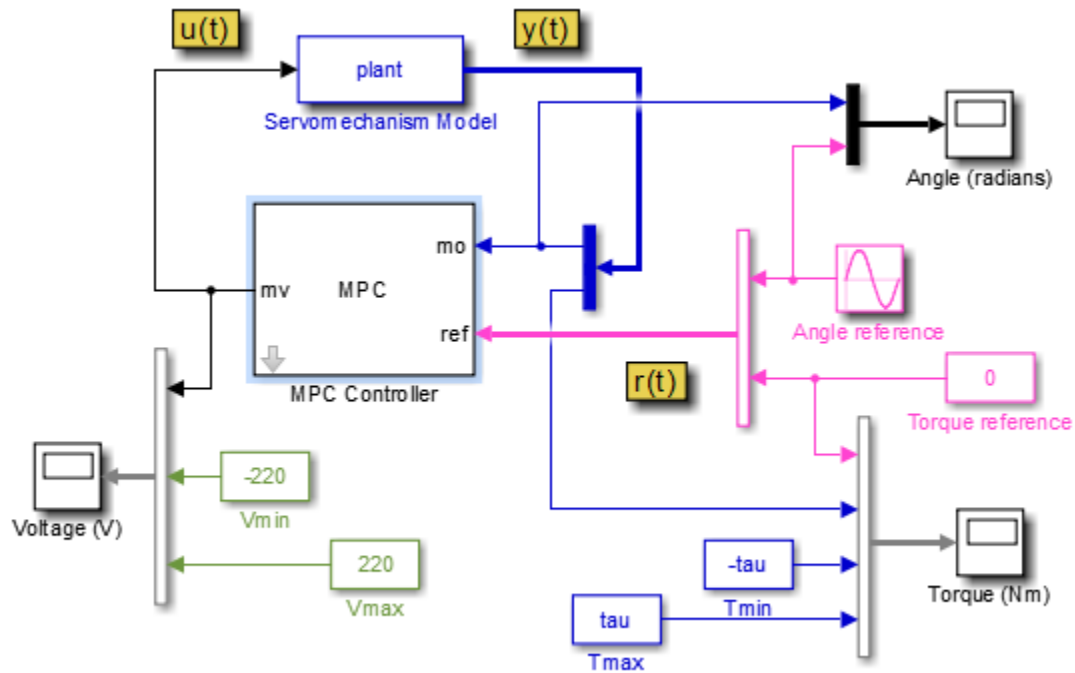 u(t)
y(t)
plant
Servomechanism Model
Angle (radians)
mo
mv
MPC
ref
MPC Controller
Angle reference
r(t)
0
Torque reference
-220
Vmin
Voltage (V)
220
Vmax
-tau
Tmin
Torque (Nm)
tau
Tmax